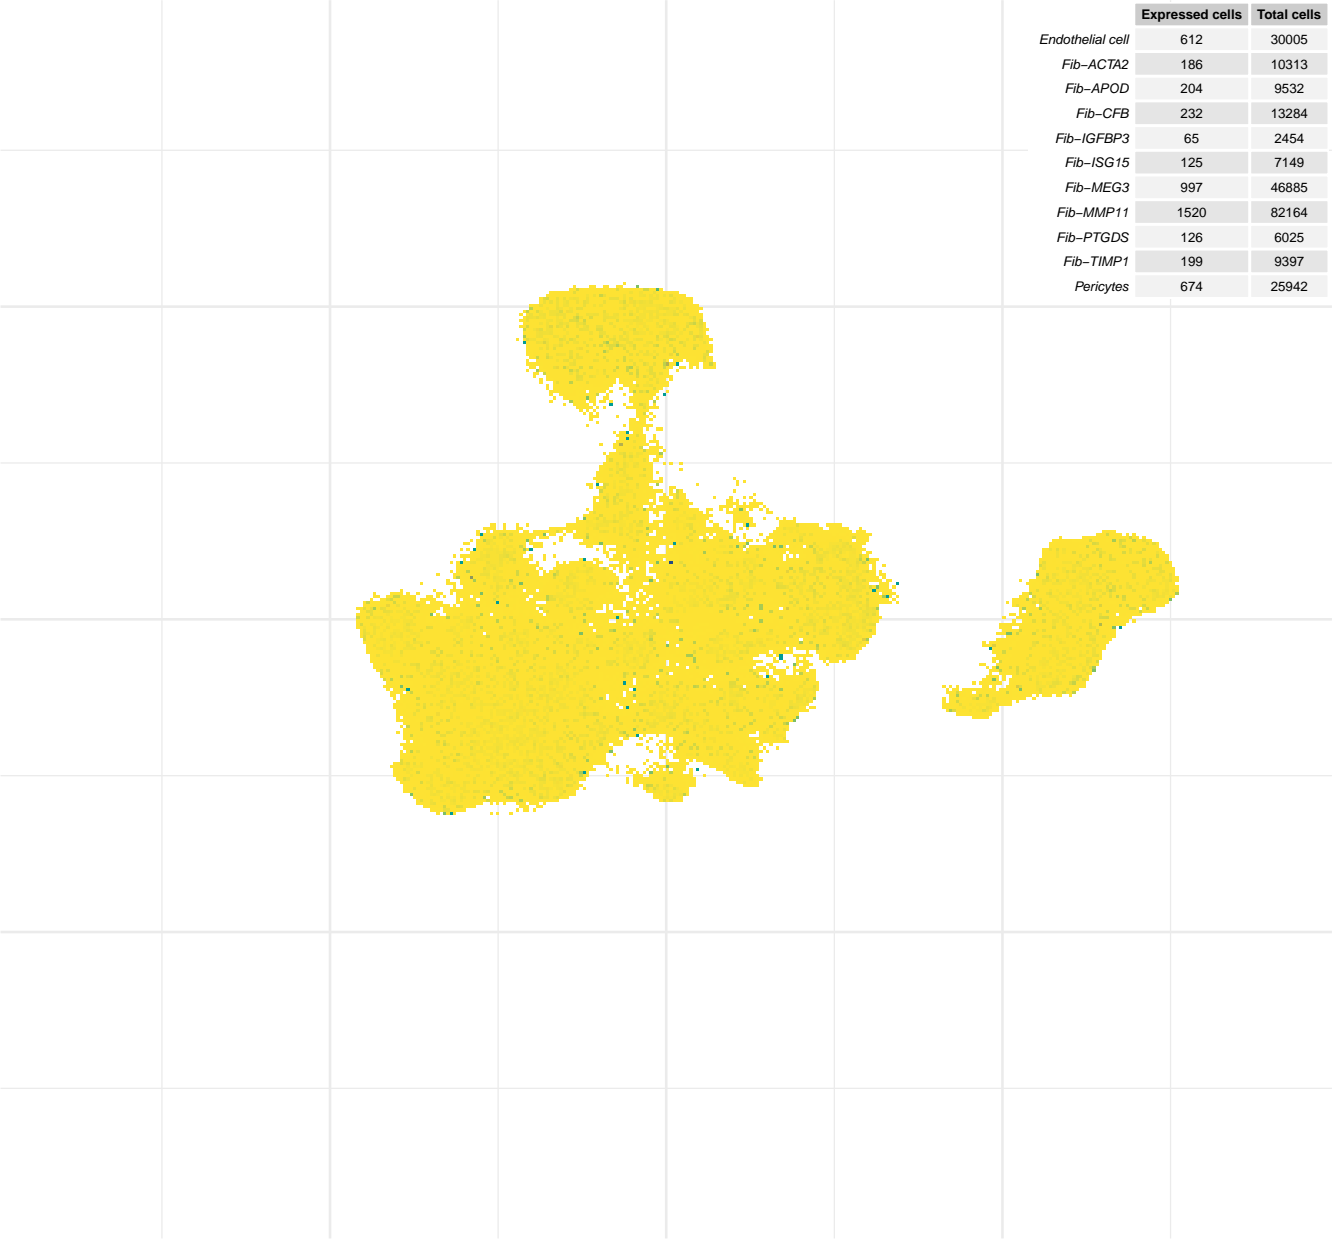 Expressed cells Total cells
Endothelial cell 612 30005
Fib−ACTA2 186 10313
Fib−APOD 204 9532
Fib−CFB 232 13284
Fib−IGFBP3 65 2454
Fib−ISG15 125 7149
Fib−MEG3 997 46885
Fib−MMP11 1520 82164
Fib−PTGDS 126 6025
Fib−TIMP1 199 9397
Pericytes 674 25942